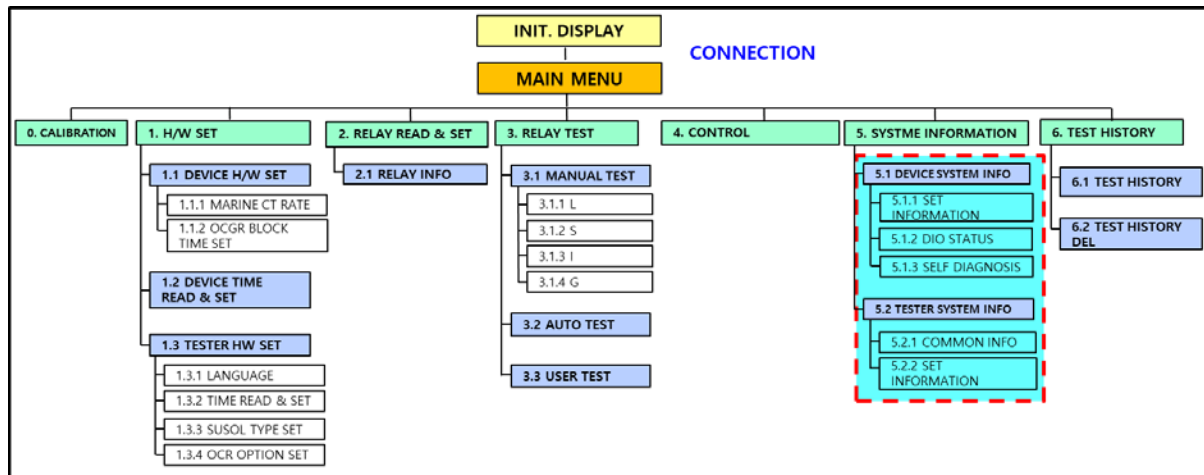 INIT. DISPLAY
CONNECTION
MAIN MENU
0. CALIBRATION
1. H/W SET
2. RELAY READ & SET
3. RELAY TEST
4. CONTROL
5. SYSTME INFORMATION
6. TEST HISTORY
1.1 DEVICE H/W SET
1.1.1 MARINE CT RATE
1.1.2 OCGR BLOCK
TIME SET
1.2 DEVICE TIME
READ & SET
1.3 TESTER HW SET
1.3.1 LANGUAGE
1.3.2 TIME READ & SET
1.3.3 SUSOL TYPE SET
1.3.4 OCR OPTION SET
2.1 RELAY INFO
3.1 MANUAL TEST
3.1.1 L
3.1.2 S
3.1.3 I
3.1.4 G
3.2 AUTO TEST
3.3 USER TEST
5.1 DEVICE SYSTEM INFO
5.1.1 SET
INFORMATION
5.1.2 DIO STATUS
5.1.3 SELF DIAGNOSIS
5.2 TESTER SYSTEM INFO
5.2.1 COMMON INFO
5.2.2 SET
INFORMATION
6.1 TEST HISTORY
6.2 TEST HISTORY
DEL